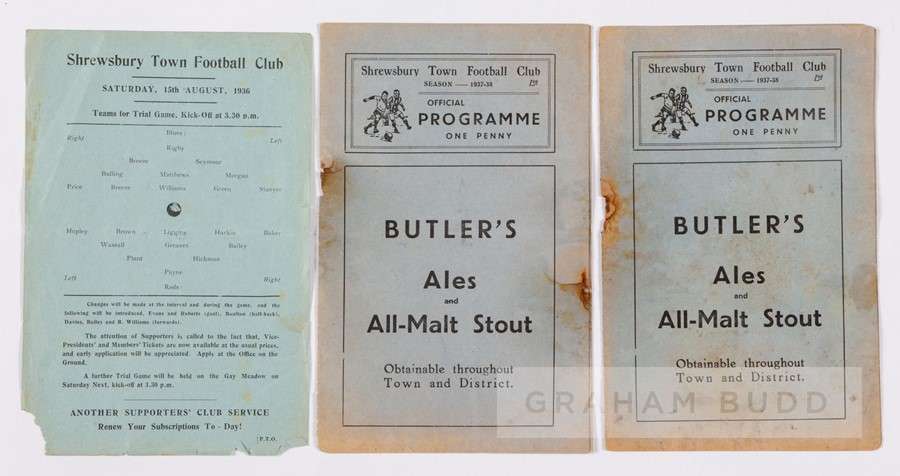 Shrewsbury Town Football Club
SATURDAY, 15th AUGUST, 1936
Teams for Trial Game, Kick-Off at 3.30 p.m.
Right
Blues
Left
Rigby
Breeze Seymour
Bulling Matthews Morgan
Price Breeze Williams Green
Hopley Brown Ligging Harkin Baker
Wassall Greaves Bailey
Plant Hickman
Payne
Left
Right
Reds
Changes will be made at the interval and during the game, and the
following will be introduced, Evans and Roberts (goal), Boulton (half-back),
Davies, Bailey and B. Williams (forwards).
The attention of Supporters is called to the fact that, Vice-
Presidents' and Members' Tickets are now available at the usual prices,
and early application will be appreciated. Apply at the Office on the
Ground.
A further Trial Game will be held on the Gay Meadow on
Saturday Next, kick-off at 3.30 p.m.
ANOTHER SUPPORTERS' CLUB SERVICE
Renew Your Subscriptions To - Day!
[P.T.O.
Shrewsbury Town Football Club
SEASON — 1937-38
OFFICIAL
PROGRAMME
ONE PENNY
BUTLER'S
Ales
and
All-Malt Stout
Obtainable throughout
Town and District.
Shrewsbury Town Football Club
SEASON — 1937-38
OFFICIAL
PROGRAMME
ONE PENNY
BUTLER'S
Ales
and
All-Malt Stout
Obtainable throughout
Town and District.
GRAHAM BUDD